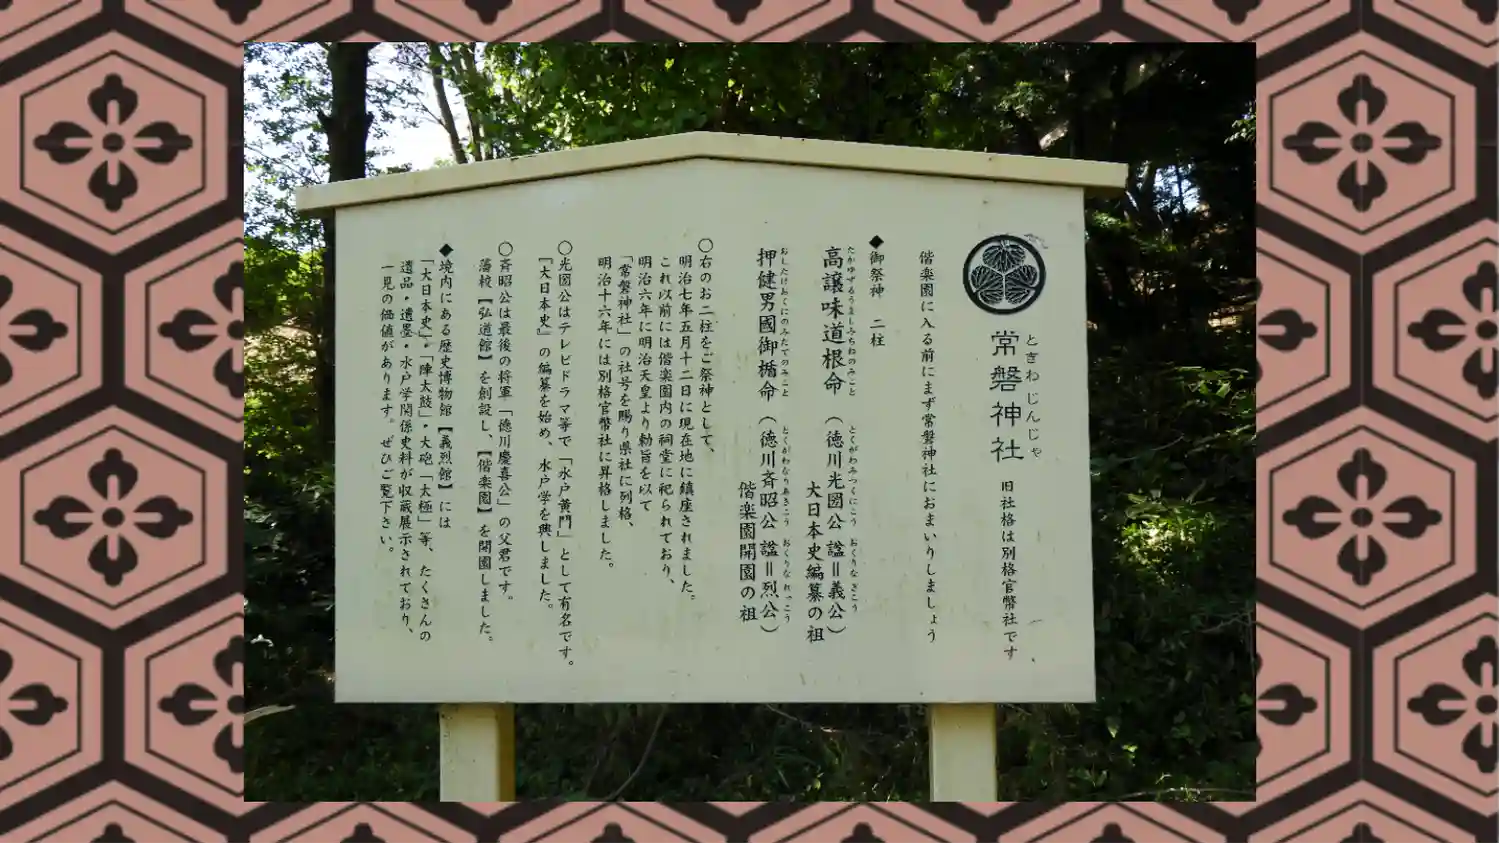 常磐神社
ときわじんじゃ
旧社格は別格官幣社です
偕楽園に入る前にまず常磐神社におまいりしましょう
◆御祭神 二柱
高譲味道根命(徳川光圀公 諡=義公)
たかゆずるうましみちねのみこと とくがわみつくにこう おくりな ぎこう
大日本史編纂の祖
押健男國御楯命(徳川斉昭公 諡=烈公)
おしたけおくにのみたてのみこと とくがわなりあきこう おくりな れっこう
偕楽園開園の祖
○右のお二柱をご祭神として、
明治七年五月十二日に現在地に鎮座されました。
これ以前には偕楽園内の祠堂に祀られており、
明治六年に明治天皇より勅旨を以て
「常磐神社」の社号を賜り県社に列格、
明治十六年には別格官幣社に昇格しました。
○光圀公はテレビドラマ等で「水戸黄門」として有名です。
『大日本史』の編纂を始め、水戸学を興しました。
○斉昭公は最後の将軍「徳川慶喜公」の父君です。
藩校【弘道館】を創設し、【偕楽園】を開園しました。
◆境内にある歴史博物館【義烈館】には
「大日本史」・「陣太鼓」・大砲「太極」等、たくさんの
遺品・遺墨・水戸学関係史料が収蔵展示されており、
一見の価値があります。ぜひご覧下さい。